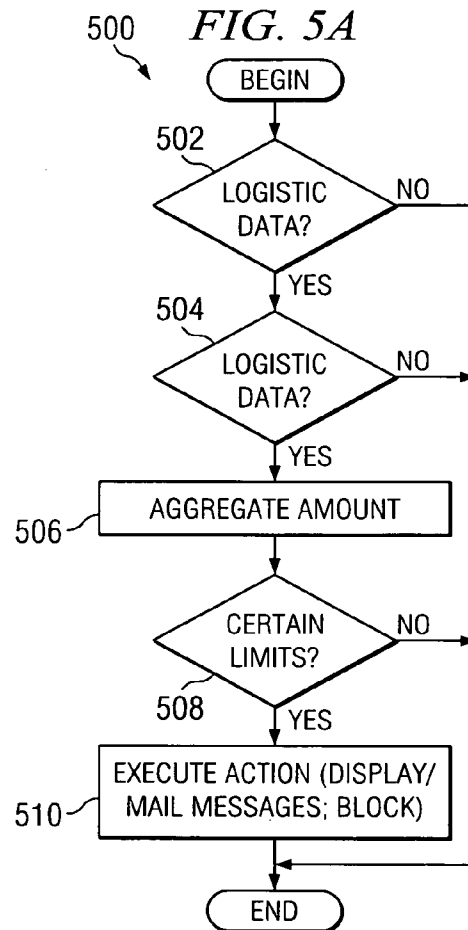 FIG. 5A
500
BEGIN
502
LOGISTIC
DATA?
NO
YES
504
LOGISTIC
DATA?
NO
YES
AGGREGATE AMOUNT
506
CERTAIN
LIMITS?
NO
508
YES
EXECUTE ACTION (DISPLAY/
MAIL MESSAGES; BLOCK)
510
END